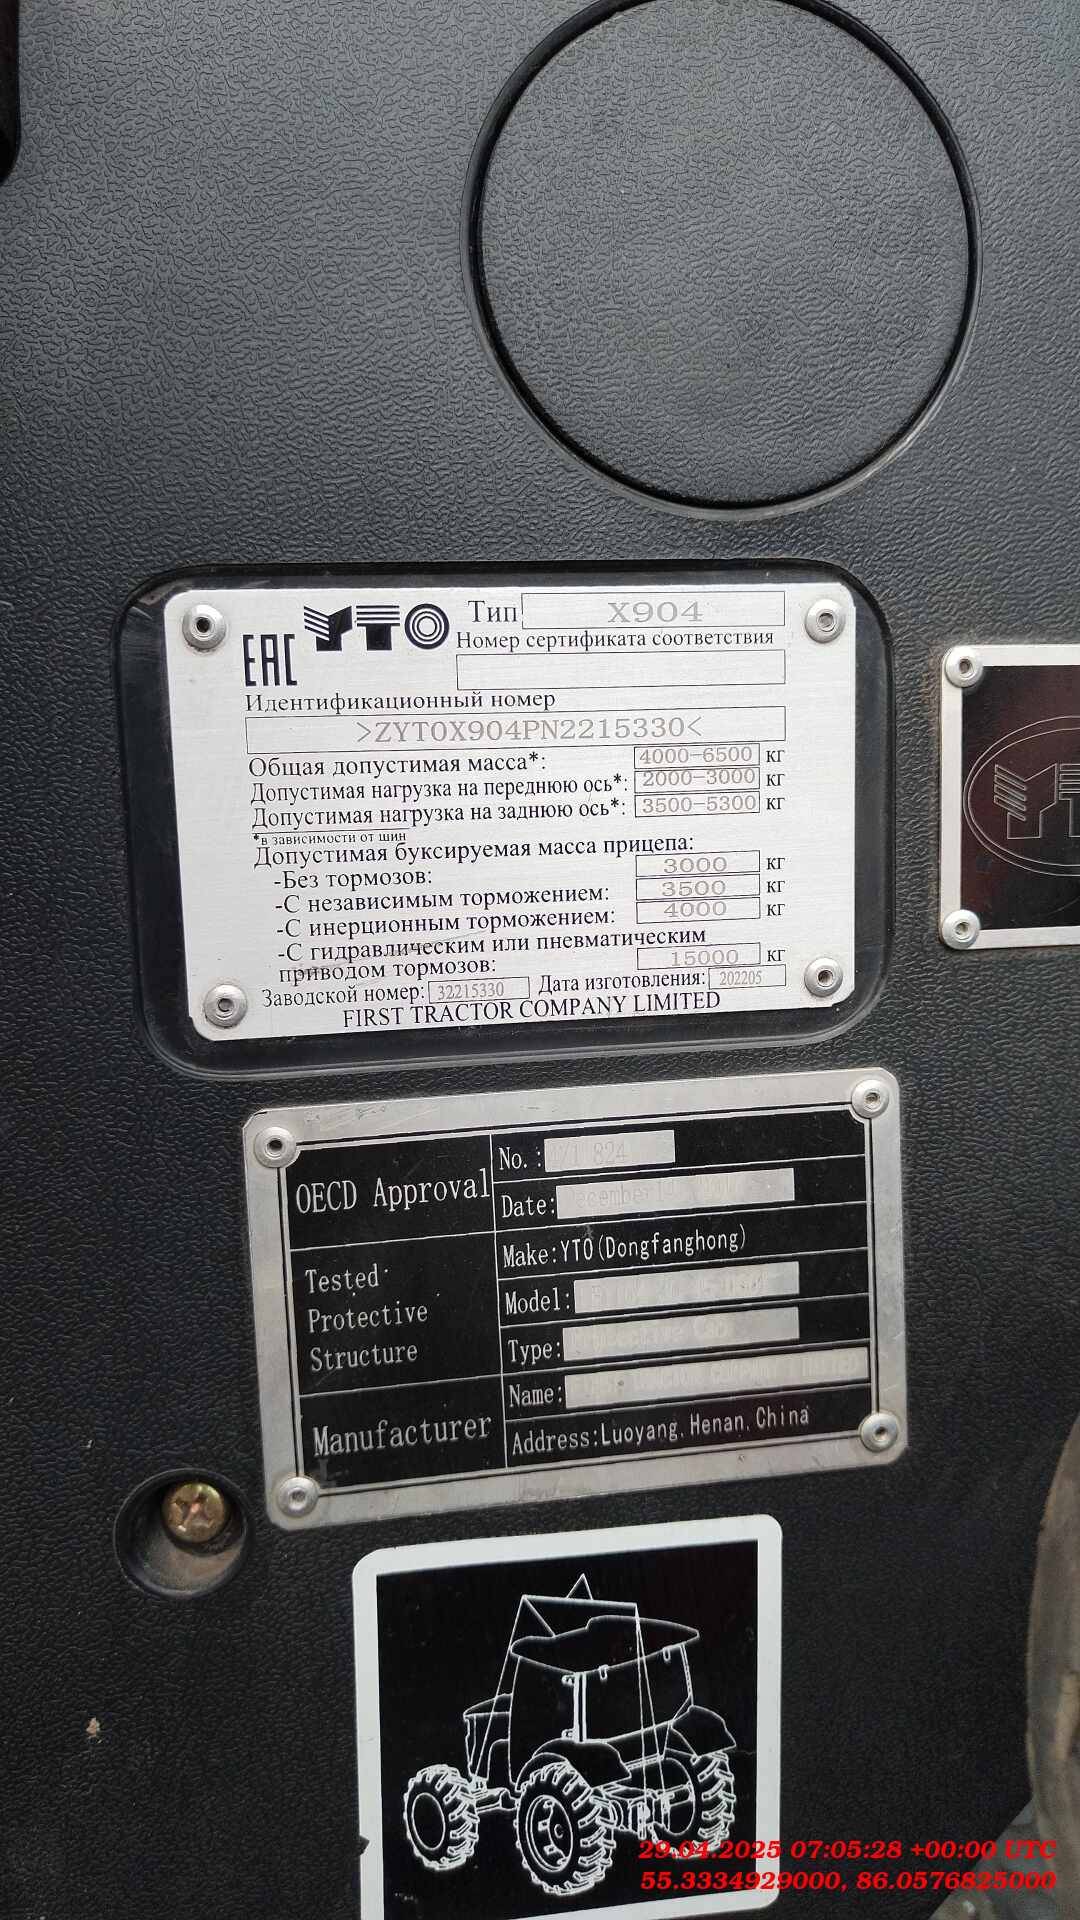 EAC YTO Тип X904
Номер сертификата соответствия
Идентификационный номер
>ZYT0X904PN2215330<
Общая допустимая масса*: 4000-6500 кг
Допустимая нагрузка на переднюю ось*: 2000-3000 кг
Допустимая нагрузка на заднюю ось*: 3500-5300 кг
*в зависимости от шин
Допустимая буксируемая масса прицепа:
-Без тормозов: 3000 кг
-С независимым торможением: 3500 кг
-С инерционным торможением: 4000 кг
-С гидравлическим или пневматическим
приводом тормозов: 15000 кг
Заводской номер: 32215330 Дата изготовления: 202205
FIRST TRACTOR COMPANY LIMITED
YTO
OECD Approval
No.: 824
Date: December
Tested
Protective
Structure
Make:YTO(Dongfanghong)
Model:
Type: Cab
Manufacturer
Name:
Address:Luoyang,Henan,China
29.04.2025 07:05:28 +00:00 UTC
55.3334929000, 86.0576825000